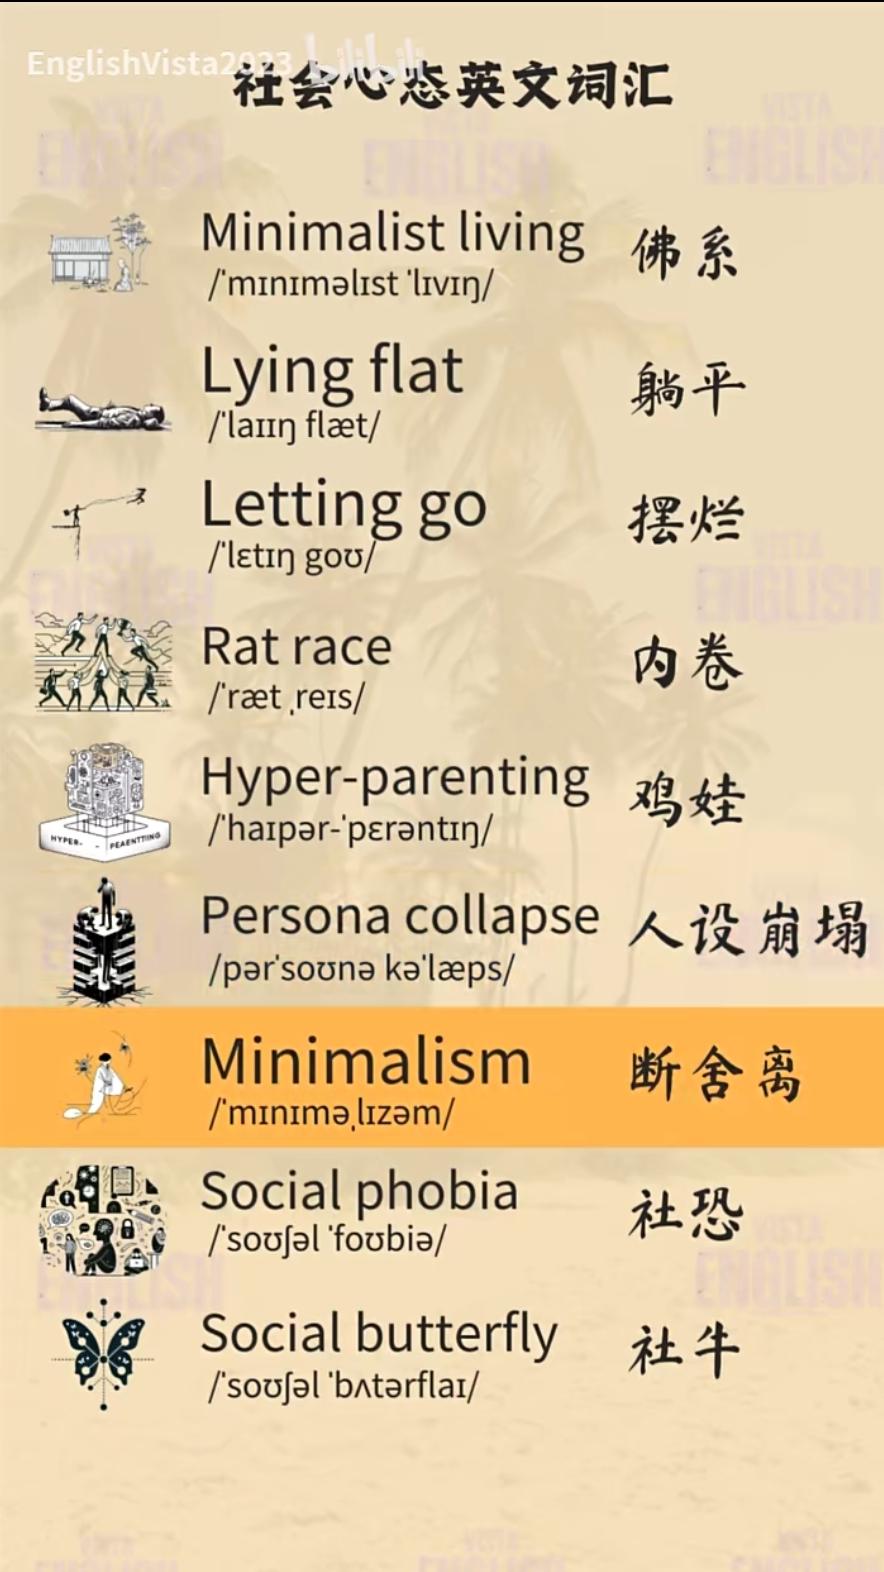 EnglishVista2023 bilibili
社会心态英文词汇
Minimalist living 佛系
/ˈmɪnɪməlɪst ˈlɪvɪŋ/
Lying flat 躺平
/ˈlaɪɪŋ flæt/
Letting go 摆烂
/ˈlɛtɪŋ goʊ/
Rat race 内卷
/ˈræt ˌreɪs/
Hyper-parenting 鸡娃
/ˈhaɪpər-ˈpɛrəntɪŋ/
HYPER- - PEAENTTING
Persona collapse 人设崩塌
/pərˈsoʊnə kəˈlæps/
Minimalism 断舍离
/ˈmɪnɪməˌlɪzəm/
Social phobia 社恐
/ˈsoʊʃəl ˈfoʊbiə/
Social butterfly 社牛
/ˈsoʊʃəl ˈbʌtərflaɪ/
VISTA
ENGLISH